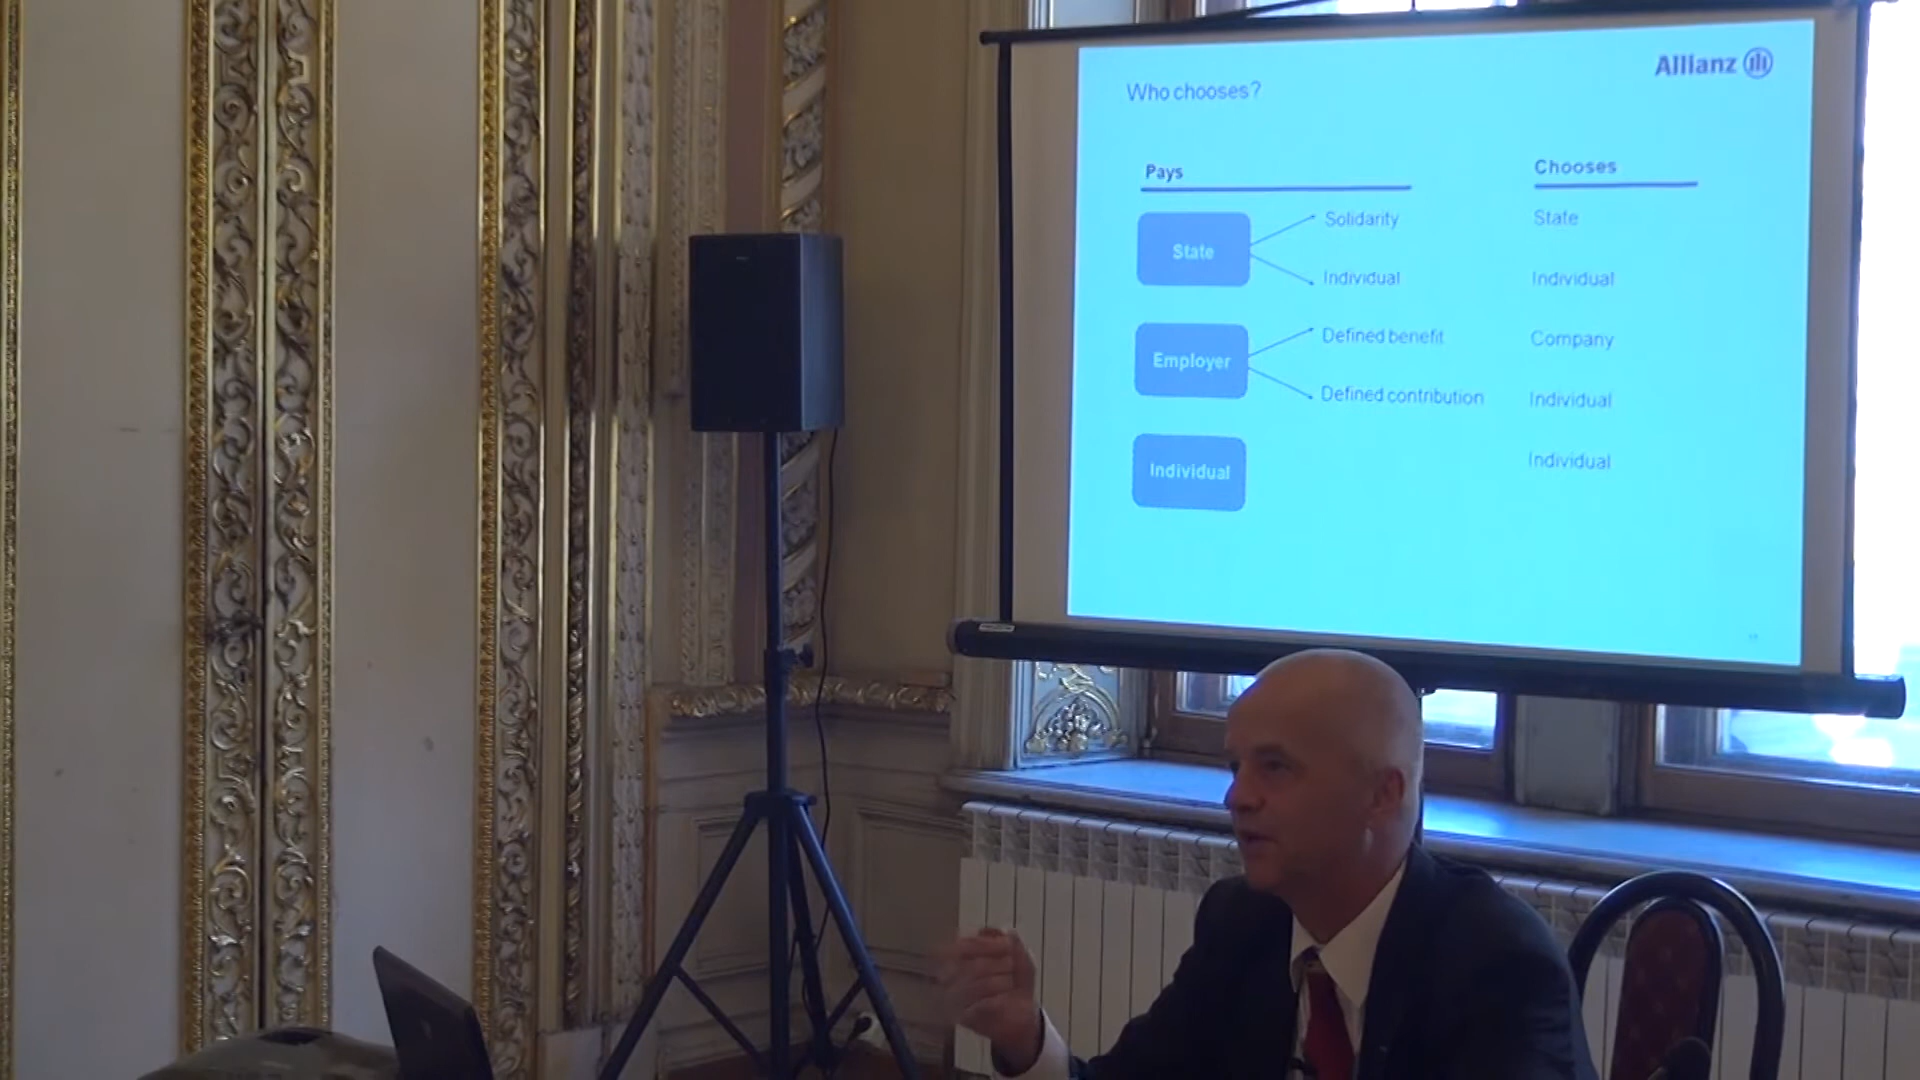 Allianz
Who chooses?
Pays Chooses
State Solidarity State
Individual Individual
Employer Defined benefit Company
Defined contribution Individual
Individual Individual